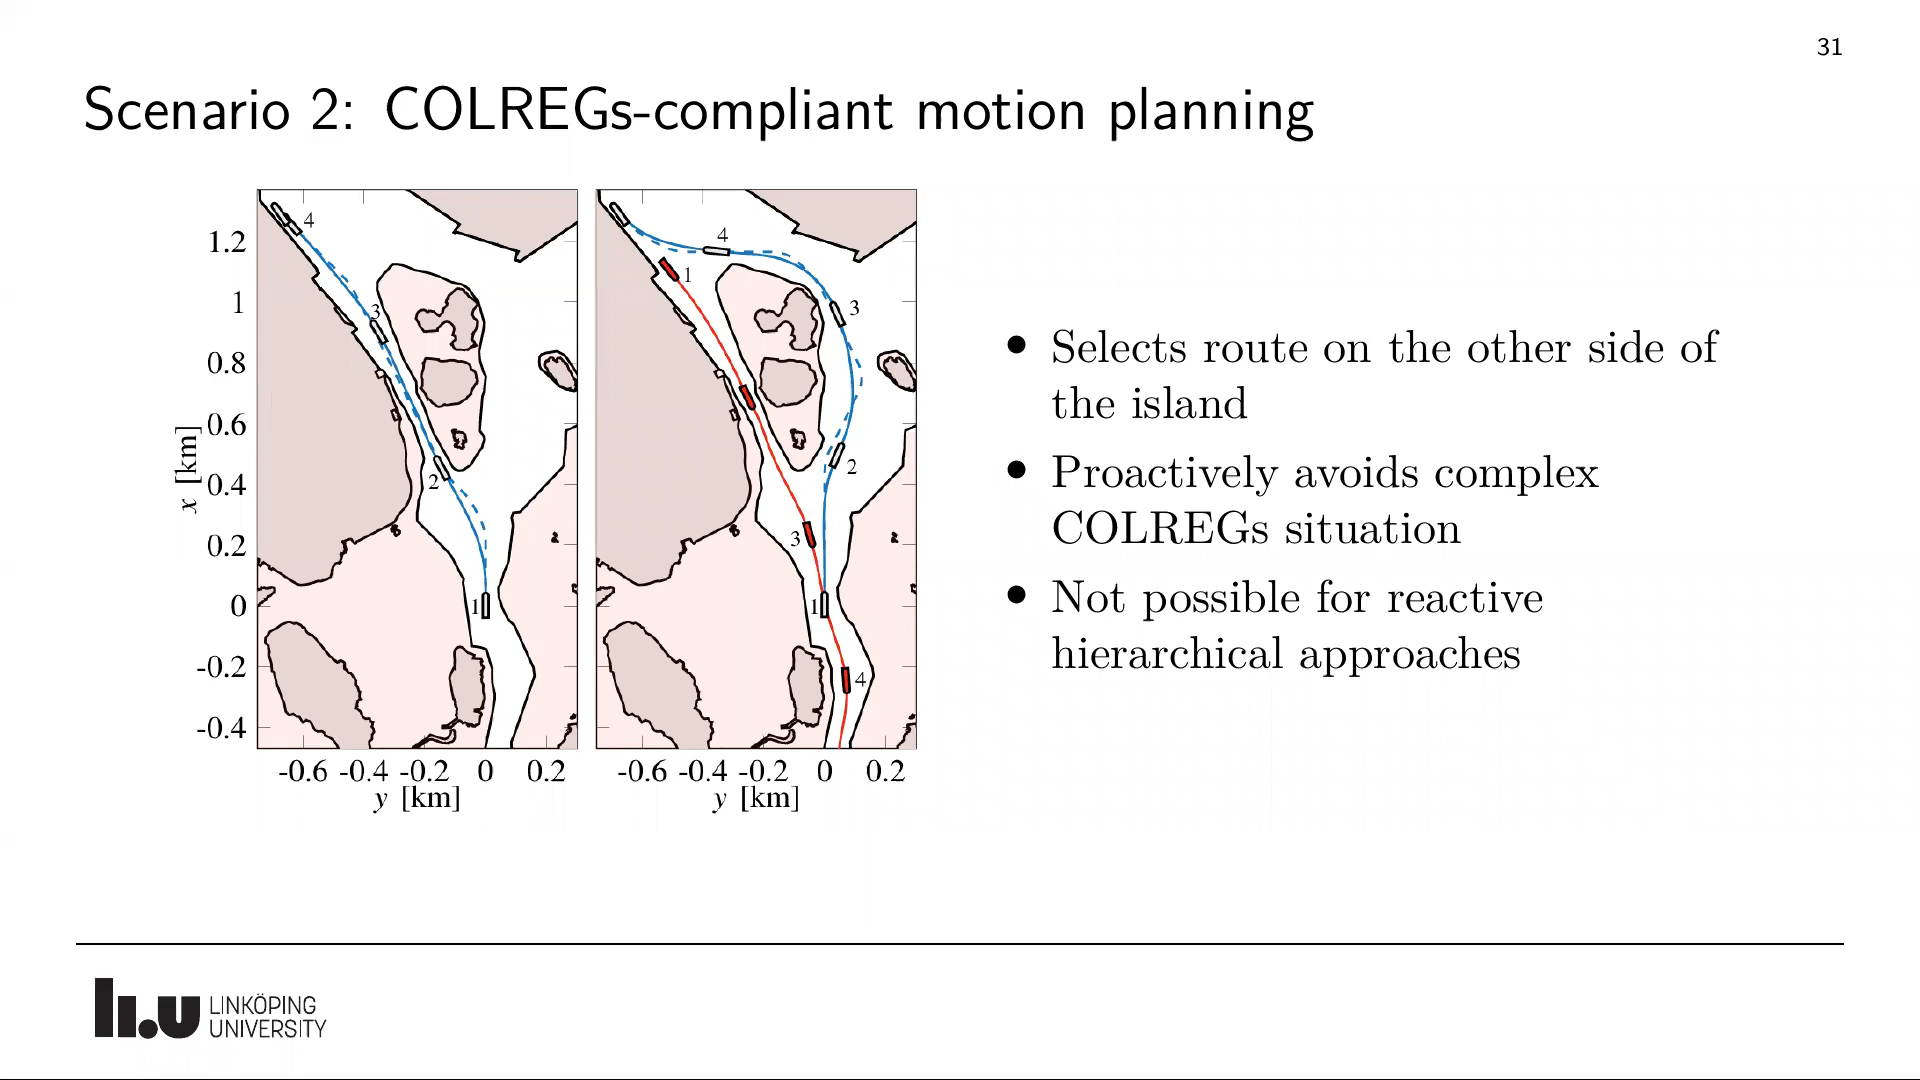 31
Scenario 2: COLREGs-compliant motion planning
4
3
2
1
1.2
1
0.8
0.6
0.4
0.2
0
-0.2
-0.4
x [km]
-0.6 -0.4 -0.2 0 0.2
y [km]
4
1
3
2
3
1
4
-0.6 -0.4 -0.2 0 0.2
y [km]
• Selects route on the other side of
the island
• Proactively avoids complex
COLREGs situation
• Not possible for reactive
hierarchical approaches
li.u LINKÖPING
UNIVERSITY